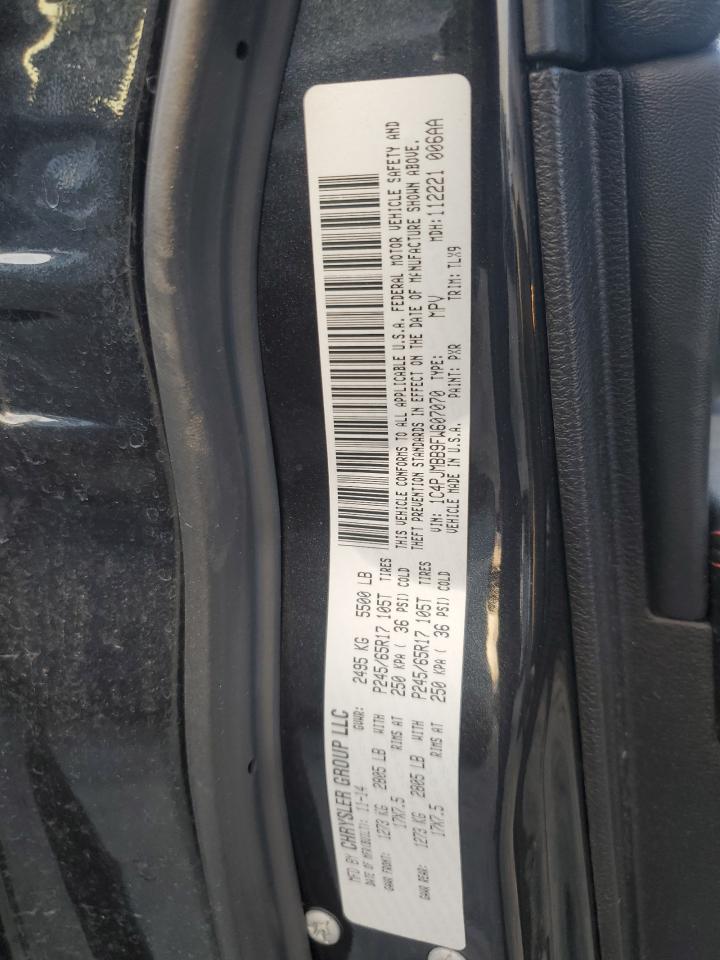 MFD BY CHRYSLER GROUP LLC
DATE OF MFR(BUILT): 11-14 GVWR: 2495 KG 5500 LB
GAWR FRONT: 1273 KG 2805 LB WITH P245/65R17 105T TIRES
17X7.5 RIMS AT 250 KPA ( 36 PSI) COLD
GAWR REAR: 1273 KG 2805 LB WITH P245/65R17 105T TIRES
17X7.5 RIMS AT 250 KPA ( 36 PSI) COLD
THIS VEHICLE CONFORMS TO ALL APPLICABLE U.S.A. FEDERAL MOTOR VEHICLE SAFETY AND
THEFT PREVENTION STANDARDS IN EFFECT ON THE DATE OF MANUFACTURE SHOWN ABOVE.
VIN: 1C4PJMBB9FW607070 TYPE: MPV MDH: 112221 006AA
VEHICLE MADE IN U.S.A. PAINT: PXR TRIM: TLX9